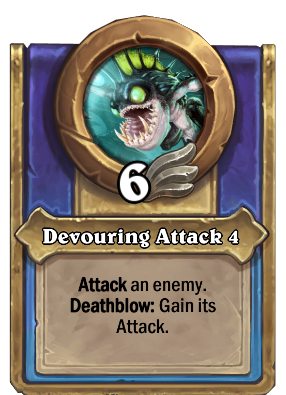 6
Devouring Attack 4
Attack an enemy.
Deathblow: Gain its
Attack.